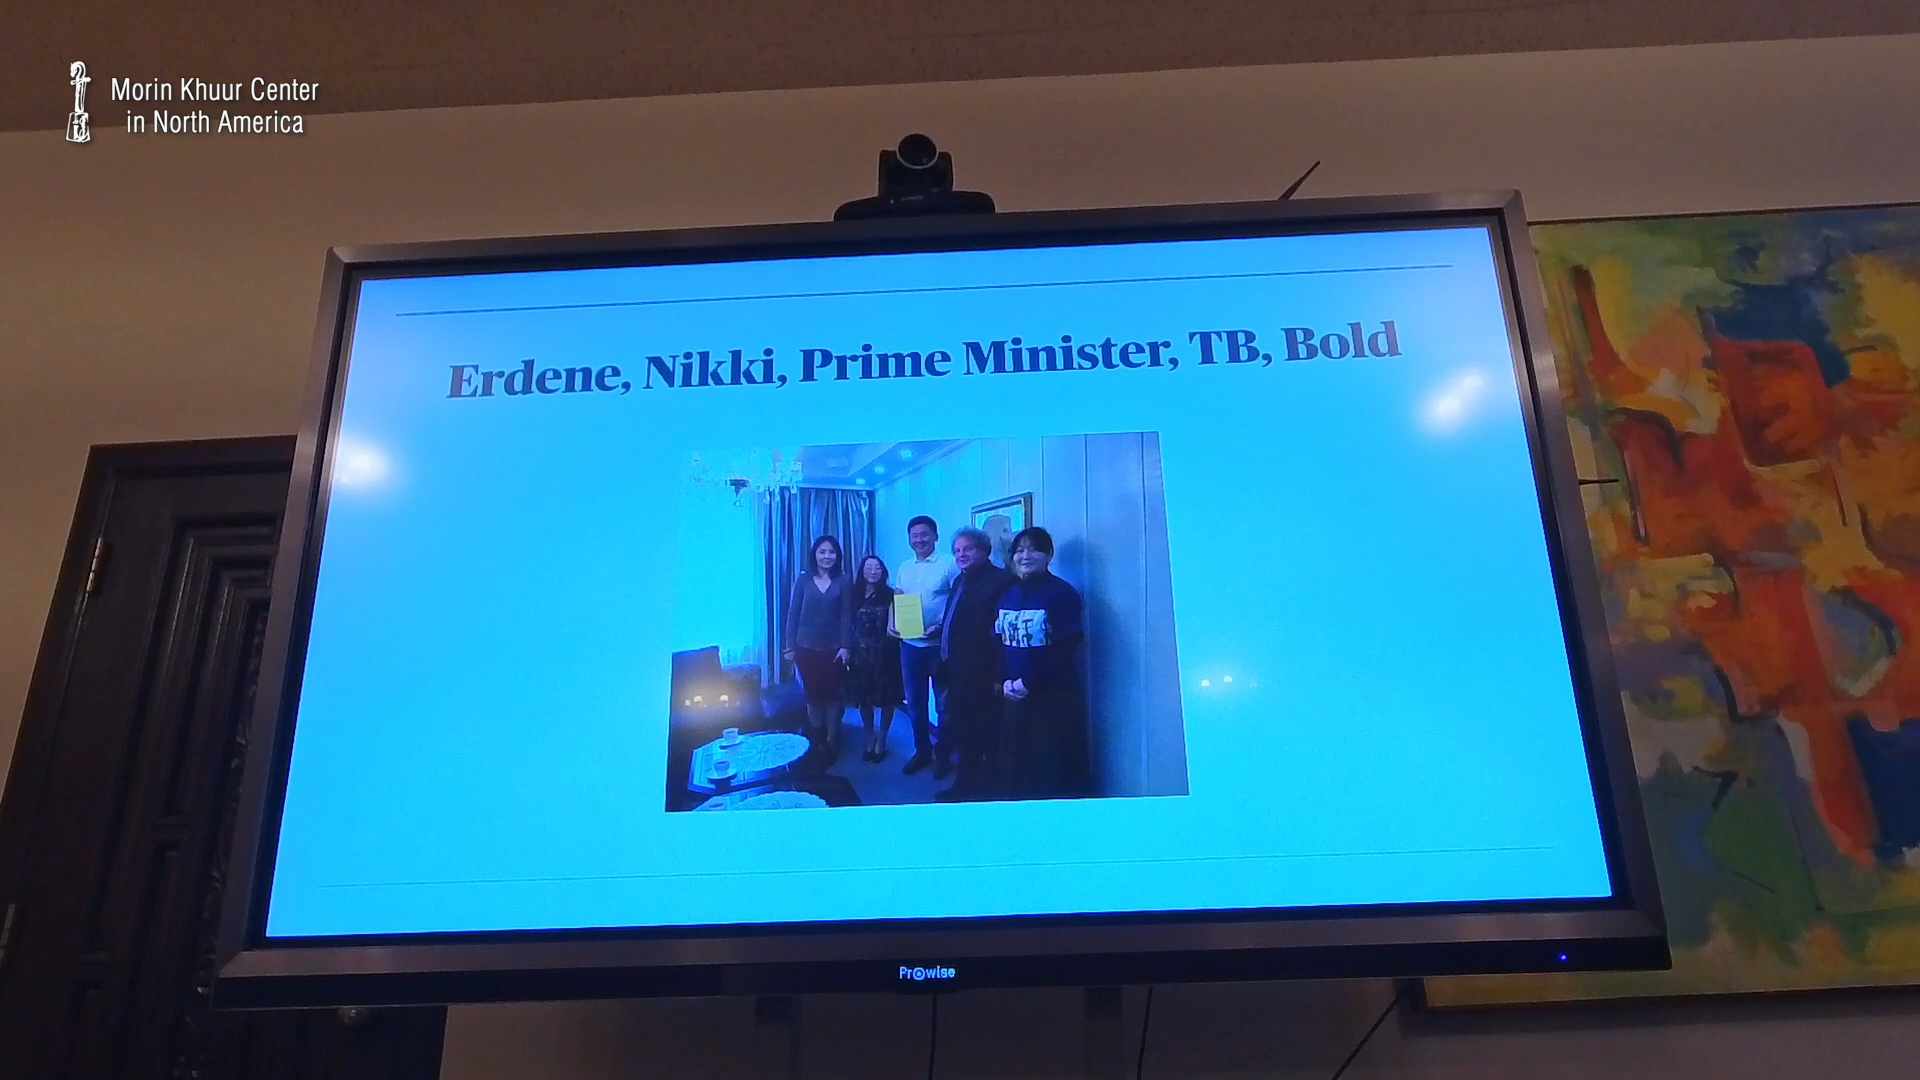 Morin Khuur Center
in North America
Erdene, Nikki, Prime Minister, TB, Bold
Prowise